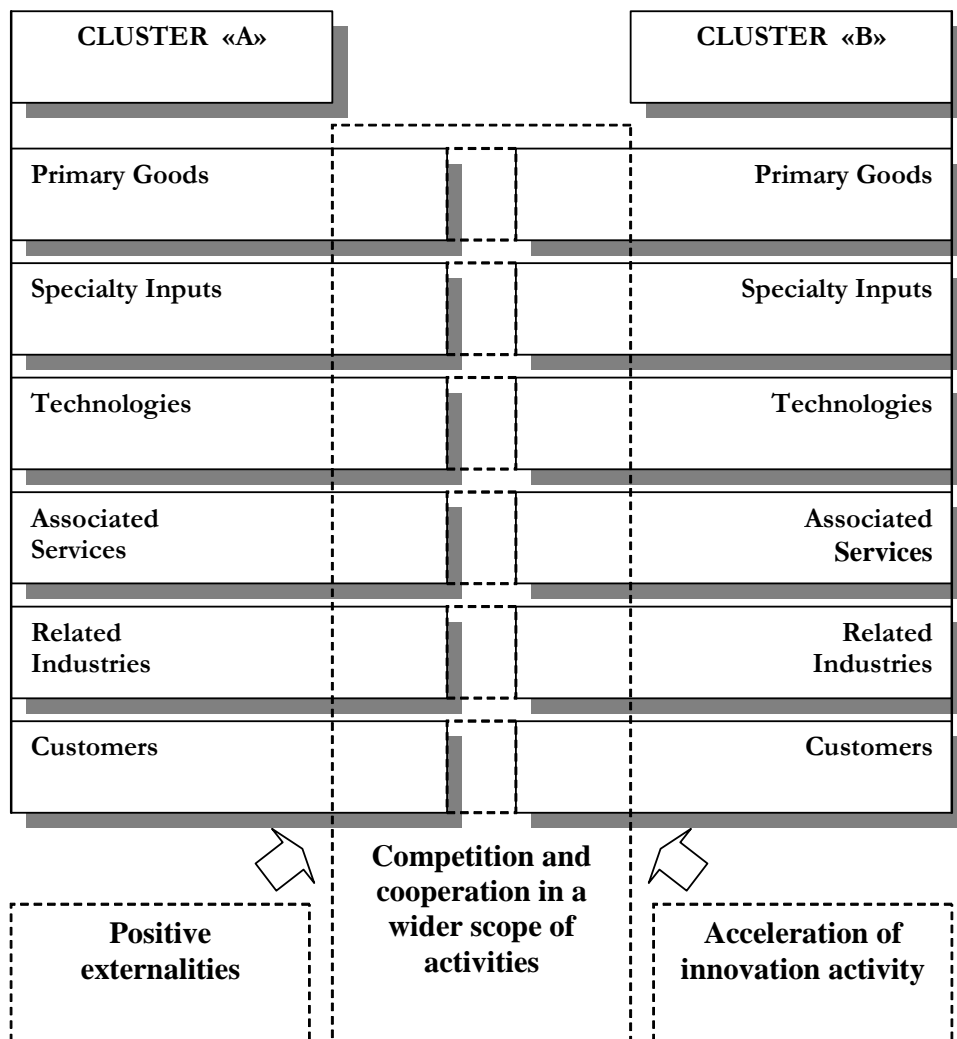 CLUSTER «A»
CLUSTER «B»
Primary Goods
Primary Goods
Specialty Inputs
Specialty Inputs
Technologies
Technologies
Associated
Services
Associated
Services
Related
Industries
Related
Industries
Customers
Customers
Competition and
cooperation in a
wider scope of
activities
Positive
externalities
Acceleration of
innovation activity